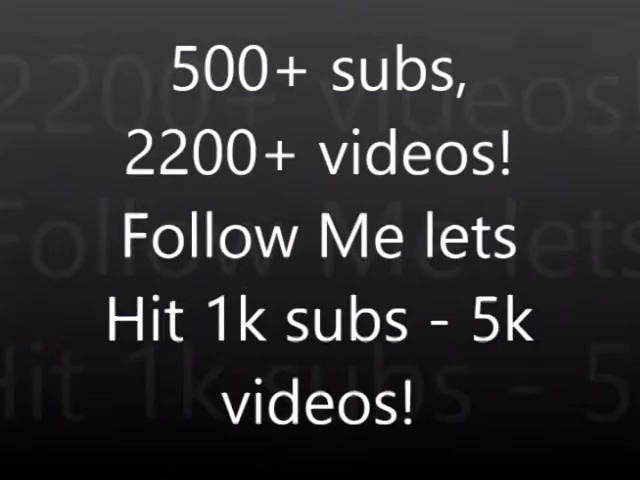 500+ subs,
2200+ videos!
Follow Me lets
Hit 1k subs - 5k
videos!